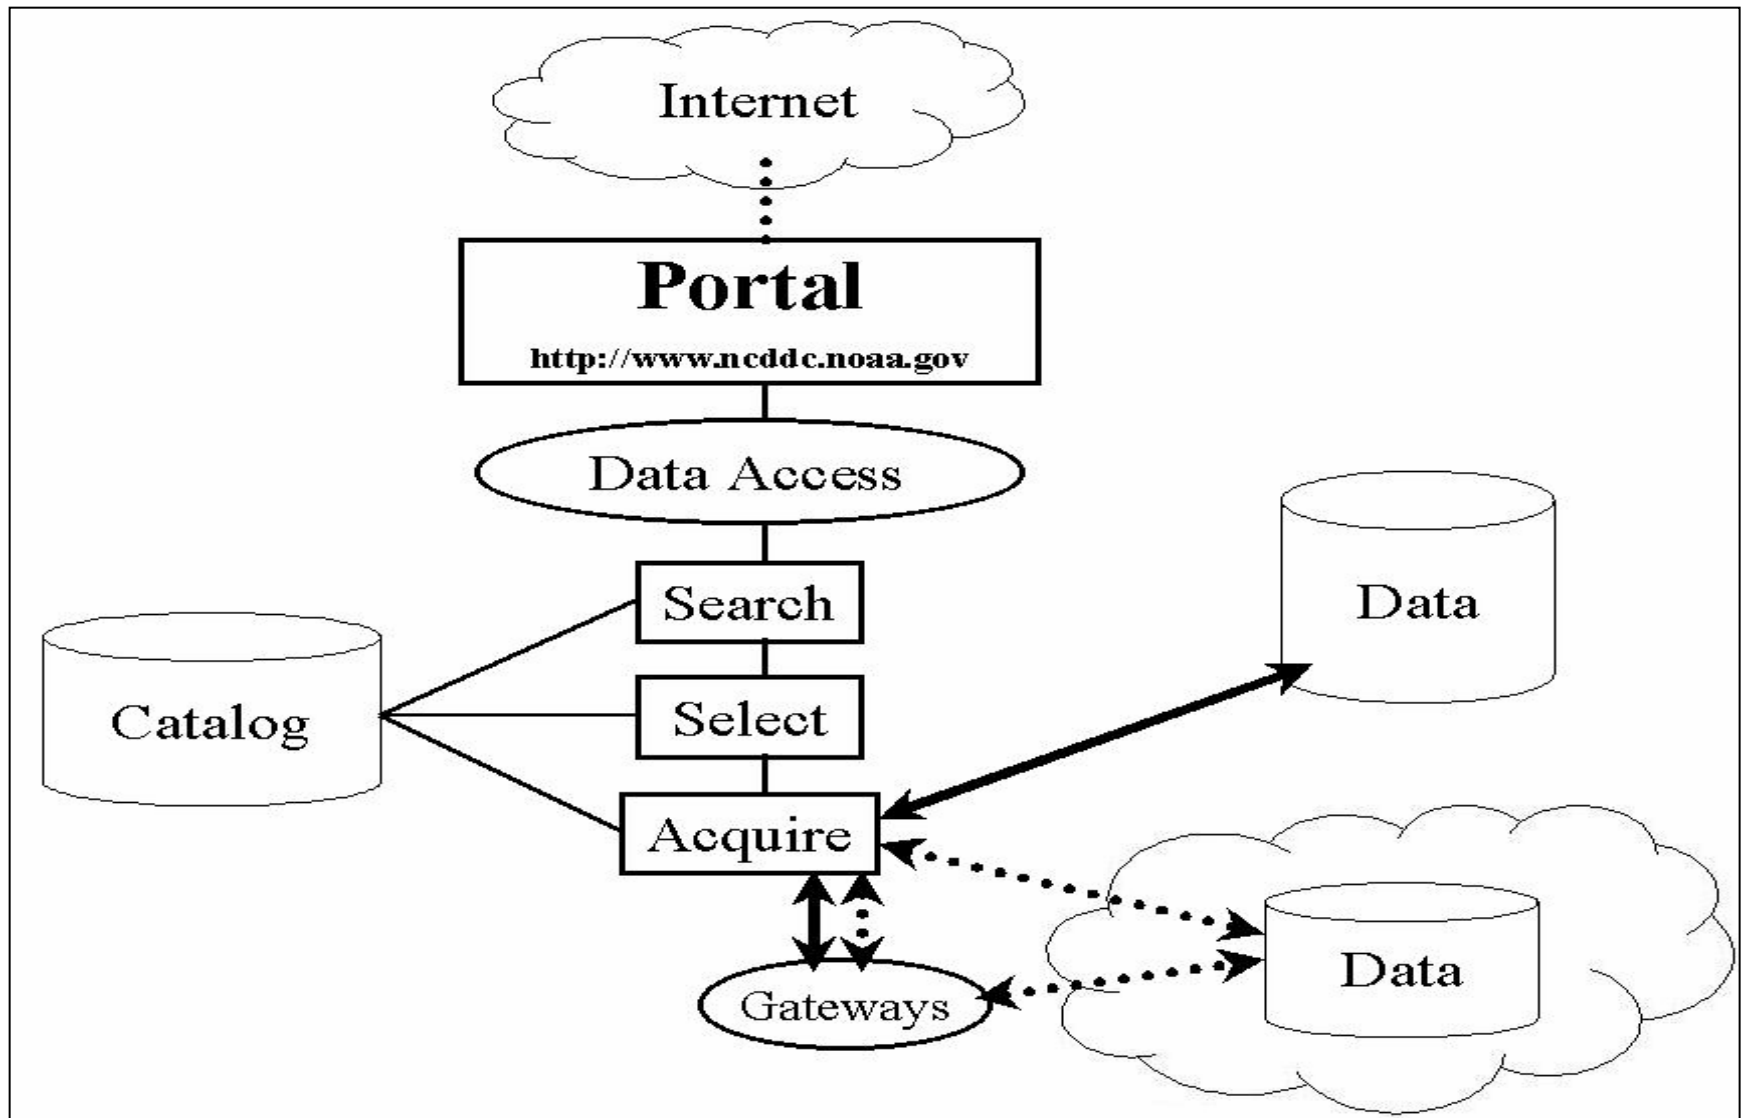 Internet
Portal
http://www.ncddc.noaa.gov
Data Access
Search
Data
Catalog
Select
Acquire
Data
Gateways